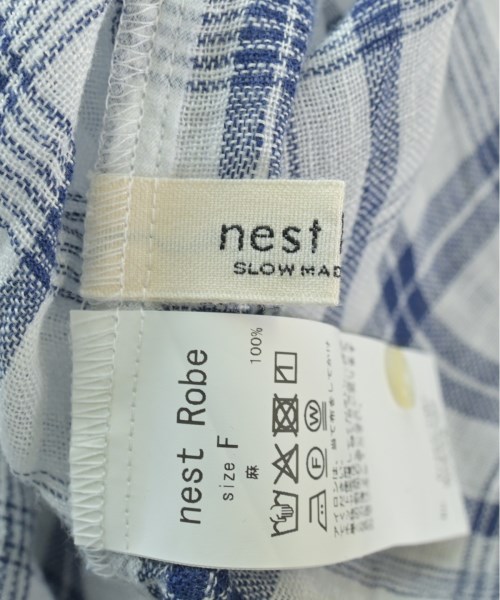 nest
SLOW MAD
nest Robe
size F
麻 100%
F W